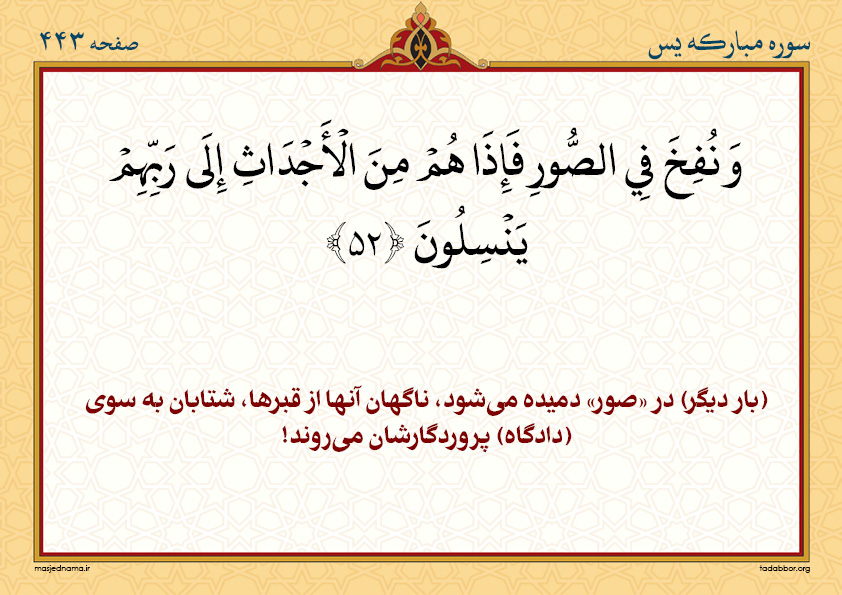 سوره مبارکه یس
صفحه ۴۴۳
وَ نُفِخَ فِي الصُّورِ فَإِذَا هُمْ مِنَ الْأَجْدَاثِ إِلَى رَبِّهِمْ
يَنْسِلُونَ ﴿۵۲﴾
(بار دیگر) در «صور» دمیده می‌شود، ناگهان آنها از قبرها، شتابان به سوی
(دادگاه) پروردگارشان می‌روند!
masjednama.ir
tadabbor.org